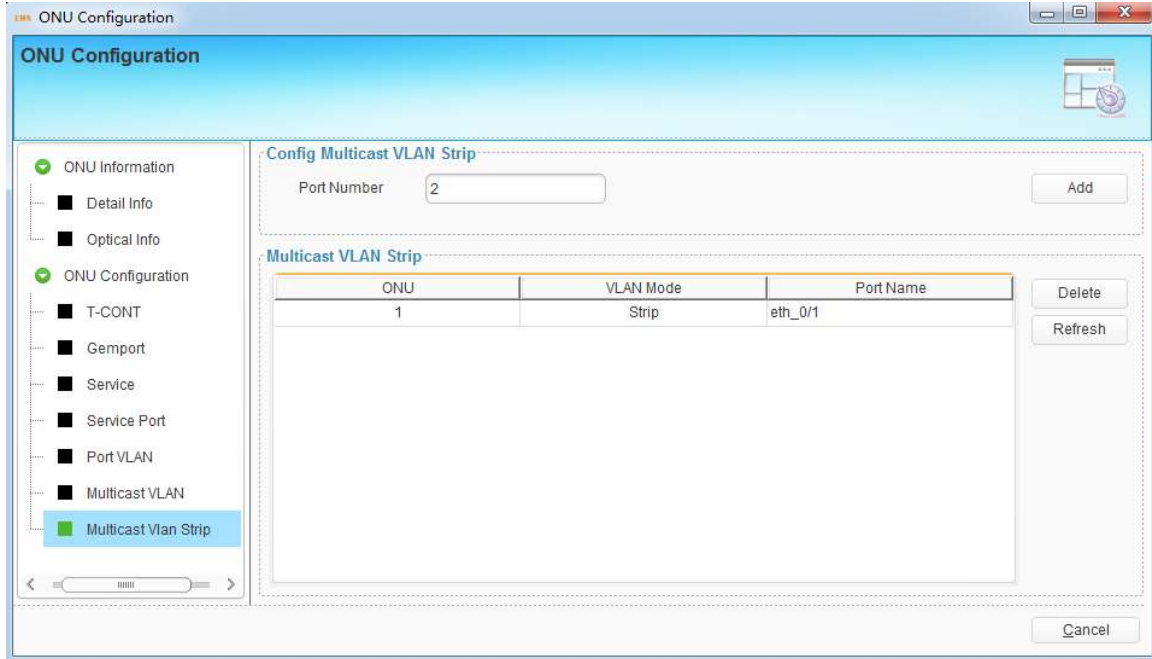 EMS ONU Configuration
ONU Configuration
ONU Information
Detail Info
Optical Info
ONU Configuration
T-CONT
Gemport
Service
Service Port
Port VLAN
Multicast VLAN
Multicast Vlan Strip
Config Multicast VLAN Strip
Port Number 2 Add
Multicast VLAN Strip
ONU VLAN Mode Port Name
1 Strip eth_0/1
Delete
Refresh
Cancel